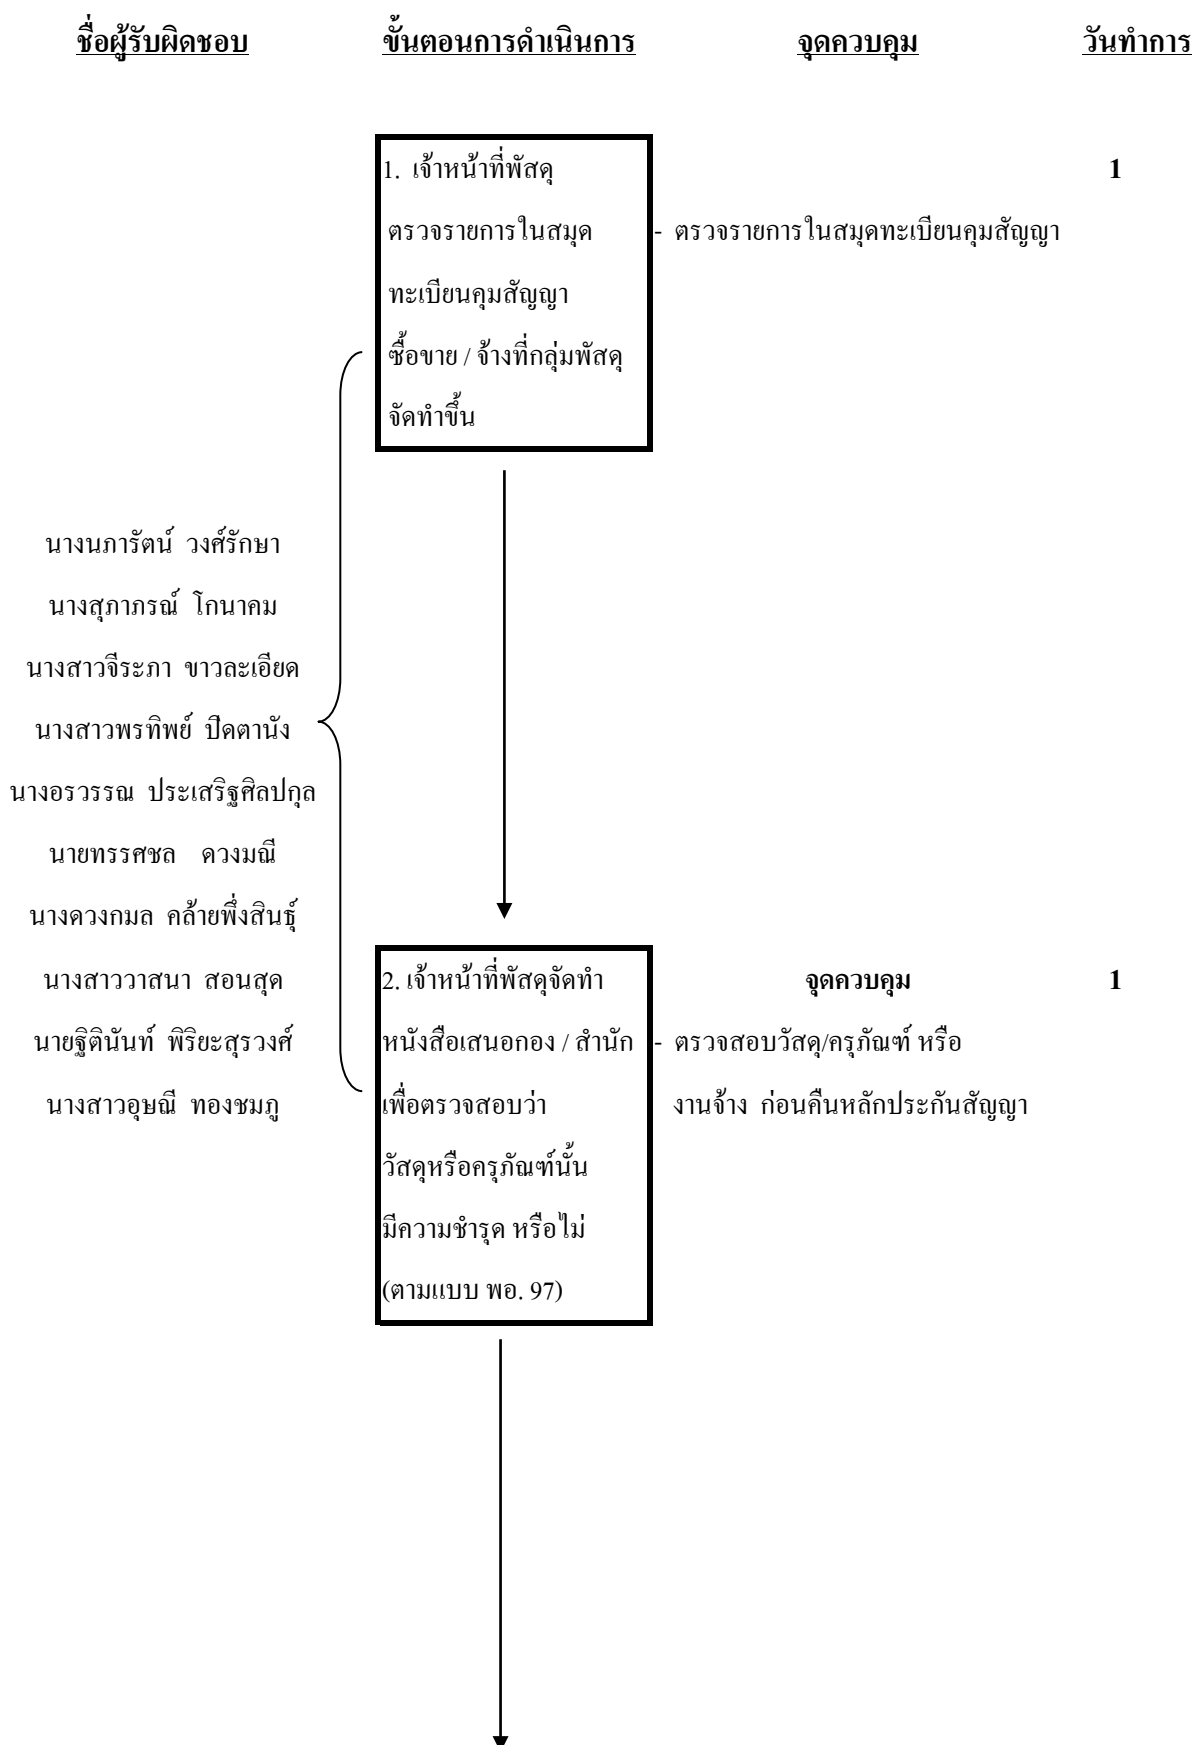 ชื่อผู้รับผิดชอบ ขั้นตอนการดำเนินการ จุดควบคุม วันทำการ
1. เจ้าหน้าที่พัสดุ 1
ตรวจรายการในสมุด - ตรวจรายการในสมุดทะเบียนคุมสัญญา
ทะเบียนคุมสัญญา
ซื้อขาย / จ้างที่กลุ่มพัสดุ
จัดทำขึ้น
นางนภารัตน์ วงศ์รักษา
นางสุภาภรณ์ โกนาคม
นางสาวจีระภา ขาวละเอียด
นางสาวพรทิพย์ ปิดตานัง
นางอรวรรณ ประเสริฐศิลปกุล
นายทรรศชล ดวงมณี
นางดวงกมล คล้ายพึ่งสินธุ์
นางสาววาสนา สอนสุด 2. เจ้าหน้าที่พัสดุจัดทำ จุดควบคุม 1
นายฐิตินันท์ พิริยะสุรวงศ์ หนังสือเสนอกอง / สำนัก - ตรวจสอบวัสดุ/ครุภัณฑ์ หรือ
นางสาวอุษณี ทองชมภู เพื่อตรวจสอบว่า งานจ้าง ก่อนคืนหลักประกันสัญญา
วัสดุหรือครุภัณฑ์นั้น
มีความชำรุด หรือไม่
(ตามแบบ พอ. 97)